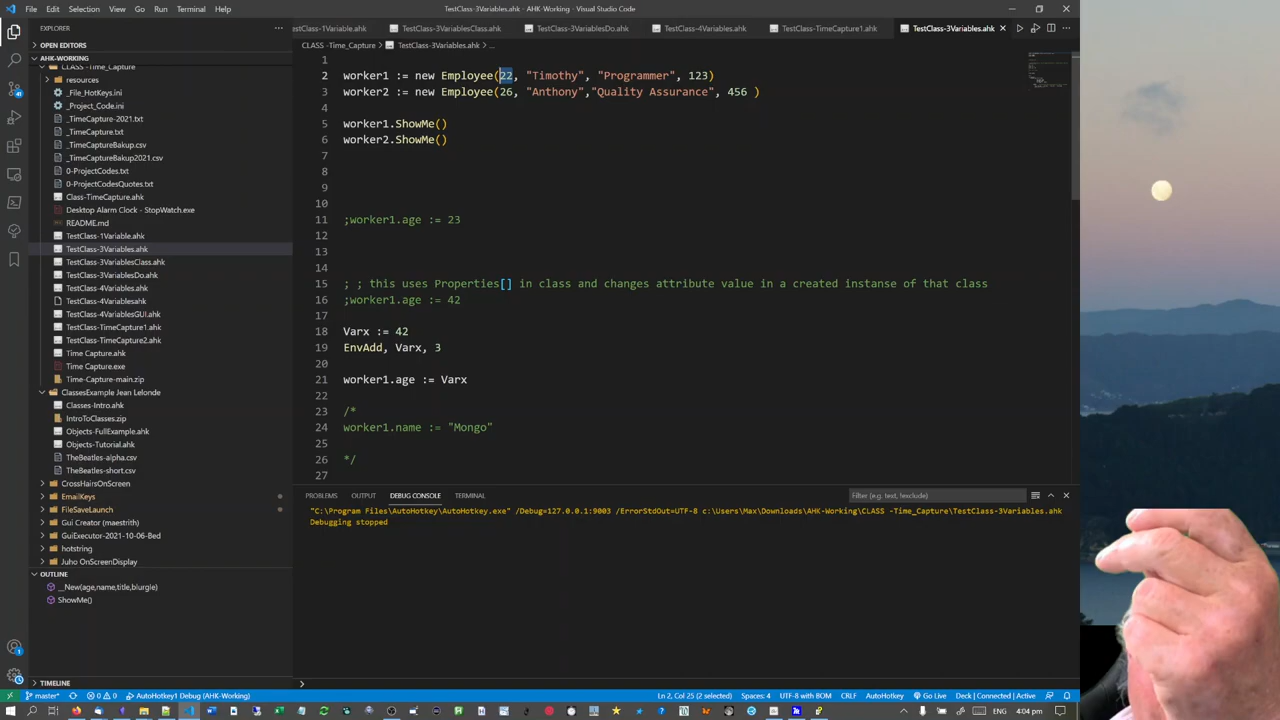 File Edit Selection View Go Run Terminal Help
TestClass-3Variables.ahk - AHK-Working - Visual Studio Code
EXPLORER
OPEN EDITORS
AHK-WORKING
CLASS -Time_Capture
resources
_File_HotKeys.ini
_Project_Code.ini
_TimeCapture-2021.txt
_TimeCapture.txt
_TimeCaptureBakup.csv
_TimeCaptureBakup2021.csv
0-ProjectCodes.txt
0-ProjectCodesQuotes.txt
Class-TimeCapture.ahk
Desktop Alarm Clock - StopWatch.exe
README.md
TestClass-1Variable.ahk
TestClass-3Variables.ahk
TestClass-3VariablesClass.ahk
TestClass-3VariablesDo.ahk
TestClass-4Variables.ahk
TestClass-4Variablesahk
TestClass-4VariablesGUI.ahk
TestClass-TimeCapture1.ahk
TestClass-TimeCapture2.ahk
Time Capture.ahk
Time Capture.exe
Time-Capture-main.zip
ClassesExample Jean Lelonde
Classes-Intro.ahk
IntroToClasses.zip
Objects-FullExample.ahk
Objects-Tutorial.ahk
TheBeatles-algarve.csv
TheBeatles-short.csv
CrossHairsOnScreen
EmailKeys
FileSaveLaunch
Gui Creator (maestrith)
GuiExecutor-2021-10-06-Bed
hotstring
Juho OnScreenDisplay
OUTLINE
__New(age,name,title,blurgle)
ShowMe()
TIMELINE
tClass-1Variable.ahk TestClass-3VariablesClass.ahk TestClass-3VariablesDo.ahk TestClass-4Variables.ahk TestClass-TimeCapture1.ahk TestClass-3Variables.ahk
CLASS -Time_Capture > TestClass-3Variables.ahk > ...
1
2 worker1 := new Employee(22, "Timothy", "Programmer", 123)
3 worker2 := new Employee(26, "Anthony","Quality Assurance", 456 )
4
5 worker1.ShowMe()
6 worker2.ShowMe()
7
8
9
10
11 ;worker1.age := 23
12
13
14
15 ; ; this uses Properties[] in class and changes attribute value in a created instanse of that class
16 ;worker1.age := 42
17
18 Varx := 42
19 EnvAdd, Varx, 3
20
21 worker1.age := Varx
22
23 /*
24 worker1.name := "Mongo"
25
26 */
27
PROBLEMS OUTPUT DEBUG CONSOLE TERMINAL
Filter (e.g. text, !exclude)
"C:\Program Files\AutoHotkey\AutoHotkey.exe" /Debug=127.0.0.1:9003 /ErrorStdOut=UTF-8 c:\Users\Max\Downloads\AHK-Working\CLASS -Time_Capture\TestClass-3Variables.ahk
Debugging stopped
master* 0 0 AutoHotkey1 Debug (AHK-Working)
Ln 2, Col 25 (2 selected) Spaces: 4 UTF-8 with BOM CRLF AutoHotkey Go Live Deck | Connected | Active
ENG 4:04 pm